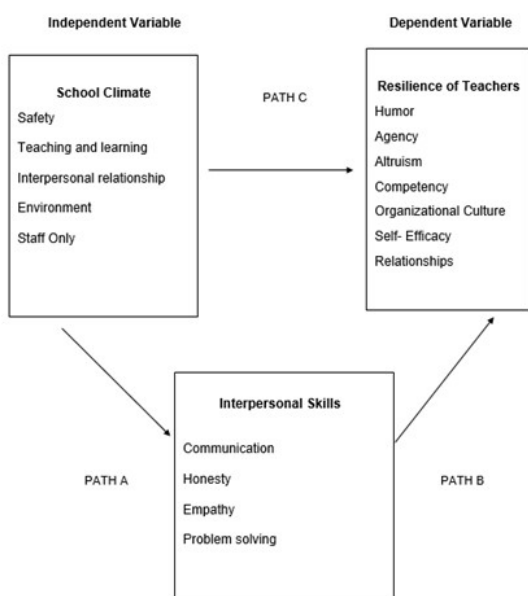 Independent Variable
Dependent Variable
School Climate
Safety
Teaching and learning
Interpersonal relationship
Environment
Staff Only
PATH C
Resilience of Teachers
Humor
Agency
Altruism
Competency
Organizational Culture
Self- Efficacy
Relationships
Interpersonal Skills
Communication
Honesty
Empathy
Problem solving
PATH A
PATH B